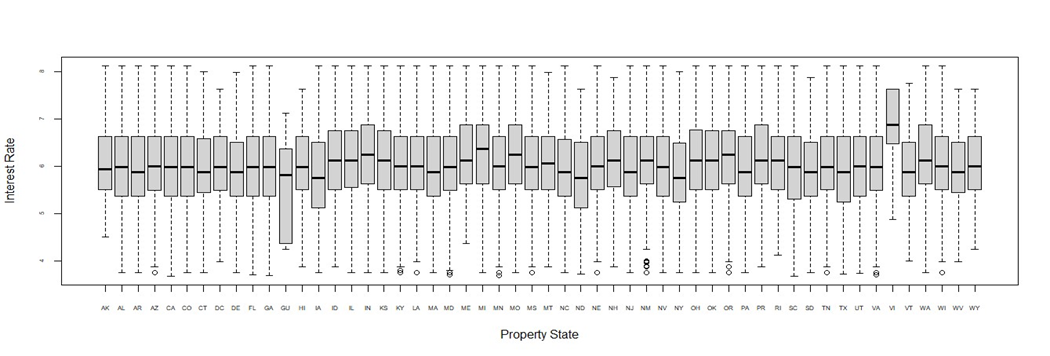 Interest Rate
8
7
6
5
4
AK AL AR AZ CA CO CT DC DE FL GA GU HI IA ID IL IN KS KY LA MA MD ME MI MN MO MS MT NC ND NE NH NJ NM NV NY OH OK OR PA PR RI SC SD TN TX UT VA VI VT WA WI WV WY
Property State